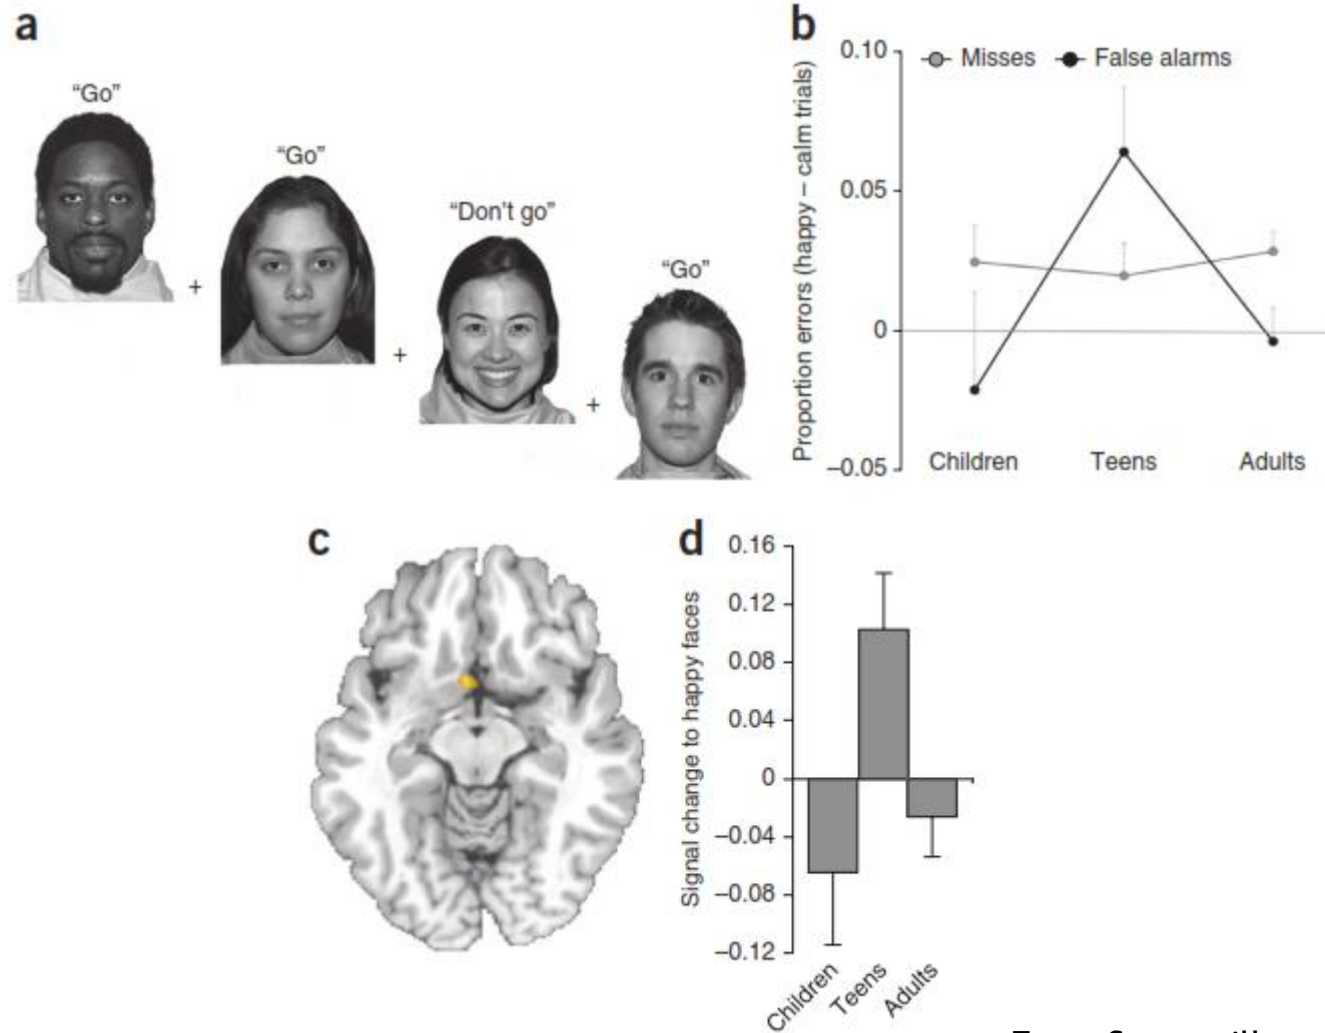 a
“Go”
“Go”
“Don't go”
“Go”
+
+
+
b
Misses
False alarms
Proportion errors (happy – calm trials)
0.10
0.05
0
–0.05
Children
Teens
Adults
c
d
Signal change to happy faces
0.16
0.12
0.08
0.04
0
–0.04
–0.08
–0.12
Children
Teens
Adults